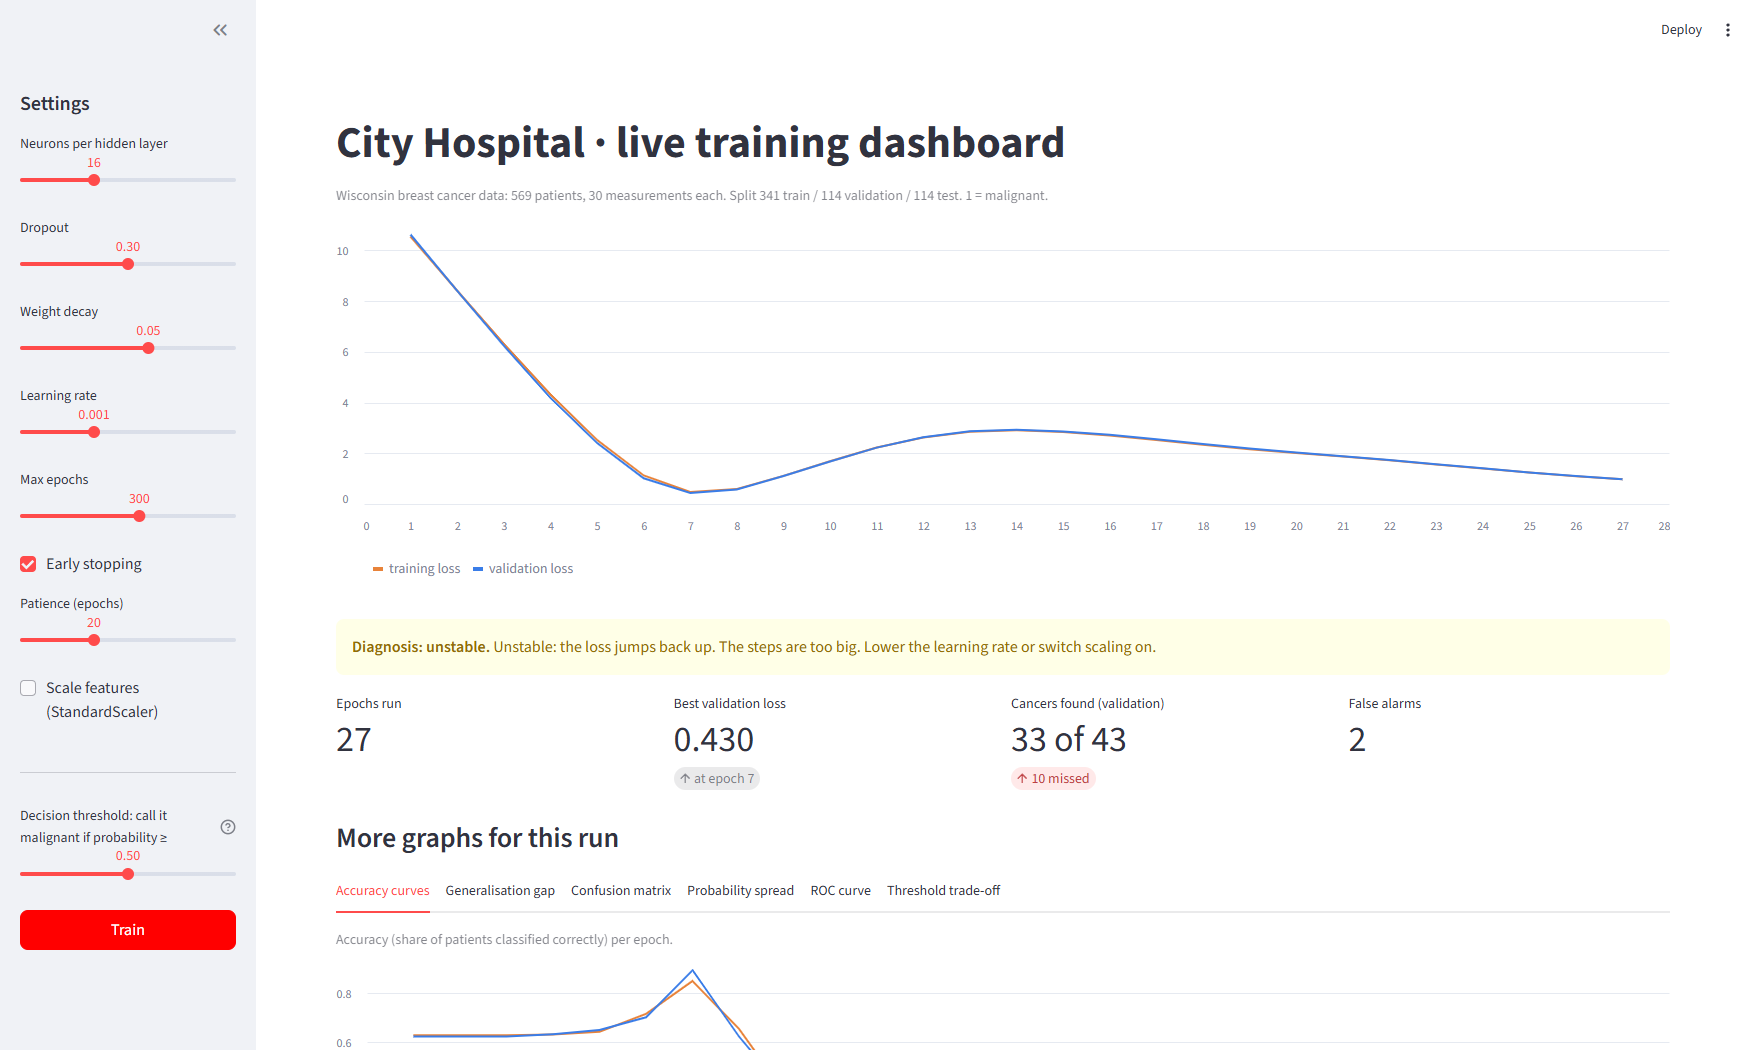 Deploy
Settings
Neurons per hidden layer
16
Dropout
0.30
Weight decay
0.05
Learning rate
0.001
Max epochs
300
Early stopping
Patience (epochs)
20
Scale features
(StandardScaler)
Decision threshold: call it
malignant if probability ≥
0.50
Train
City Hospital · live training dashboard
Wisconsin breast cancer data: 569 patients, 30 measurements each. Split 341 train / 114 validation / 114 test. 1 = malignant.
10
8
6
4
2
0
0 1 2 3 4 5 6 7 8 9 10 11 12 13 14 15 16 17 18 19 20 21 22 23 24 25 26 27 28
training loss validation loss
Diagnosis: unstable. Unstable: the loss jumps back up. The steps are too big. Lower the learning rate or switch scaling on.
Epochs run
27
Best validation loss
0.430
↑ at epoch 7
Cancers found (validation)
33 of 43
↑ 10 missed
False alarms
2
More graphs for this run
Accuracy curves Generalisation gap Confusion matrix Probability spread ROC curve Threshold trade-off
Accuracy (share of patients classified correctly) per epoch.
0.8
0.6